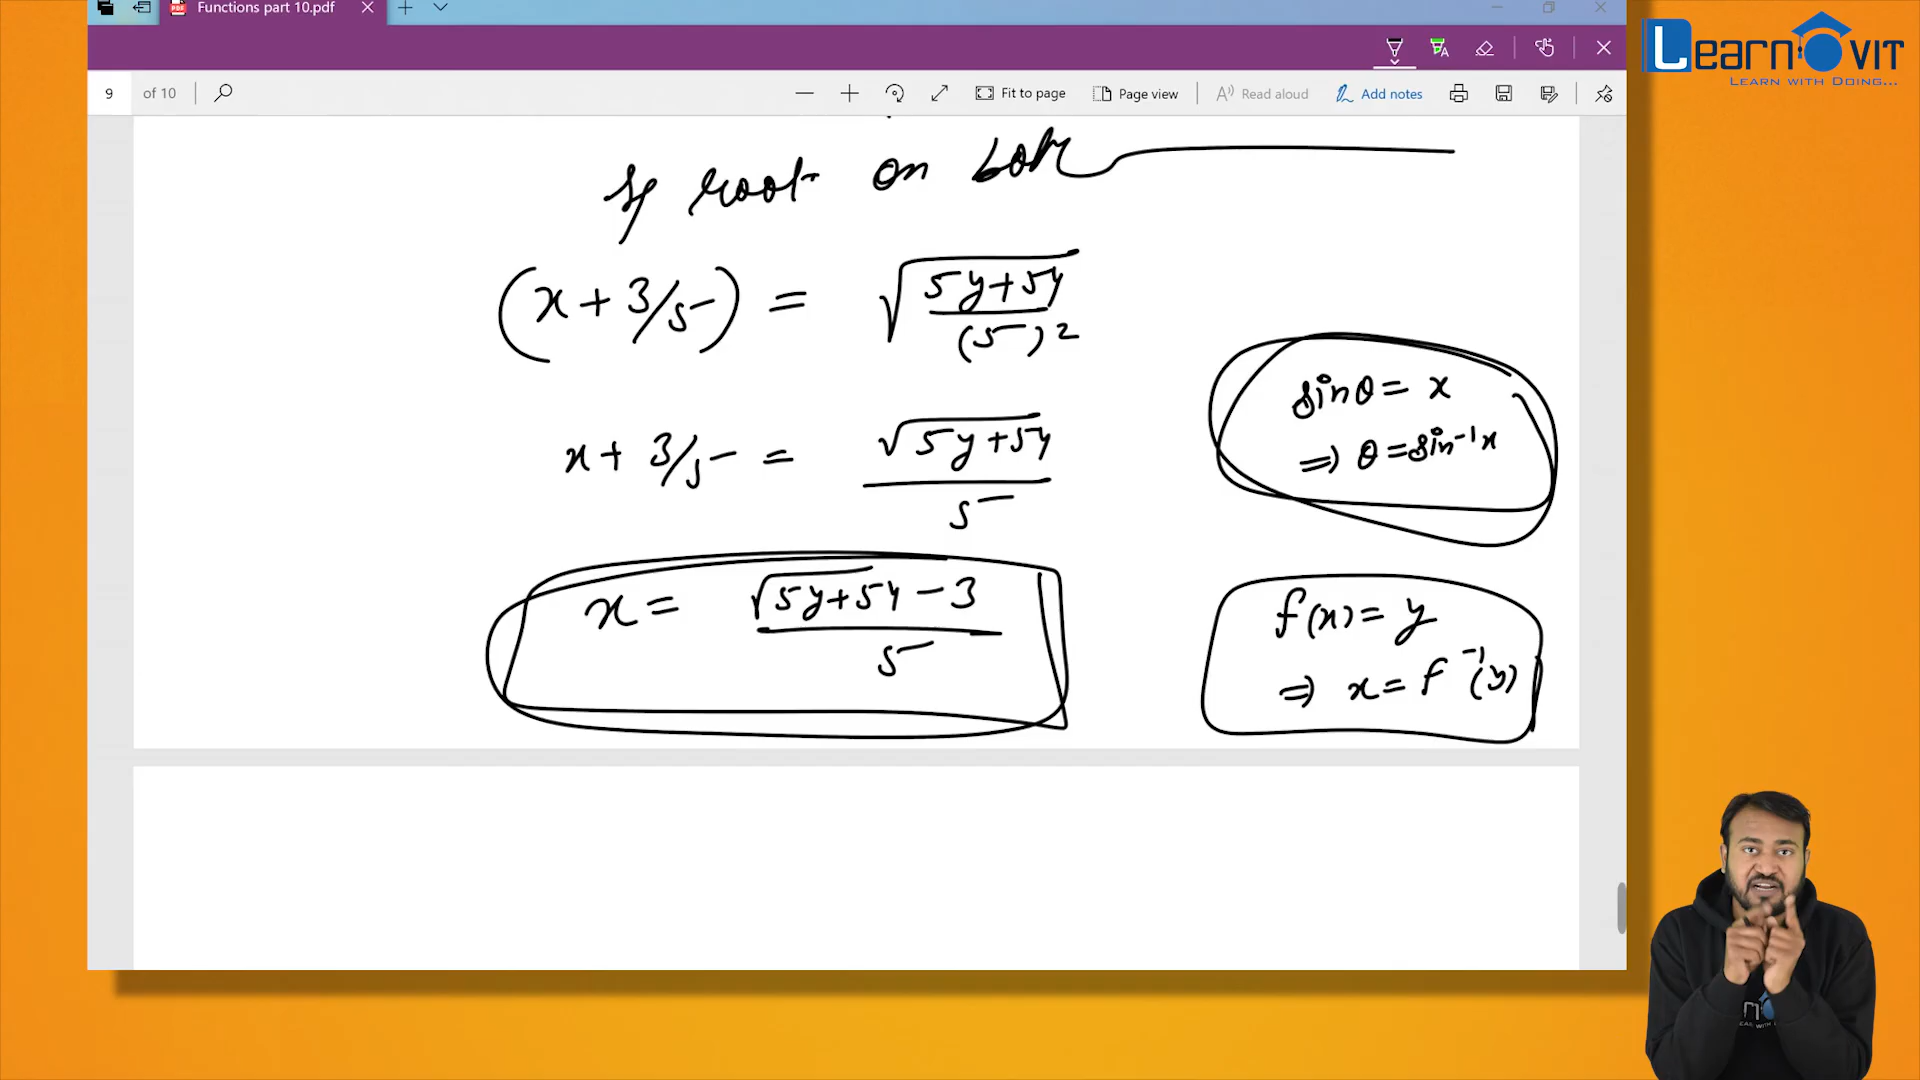 Functions part 10.pdf
LearnOVIT
LEARN WITH DOING...
9 of 10
Fit to page
Page view
Read aloud
Add notes
Sq root on both
(x + 3/5) = √(5y+54)/(5)²
x + 3/5 = √5y+54 / 5
x = √5y+54 - 3 / 5
sinθ = x
⇒ θ = sin⁻¹x
f(x) = y
⇒ x = f⁻¹(y)